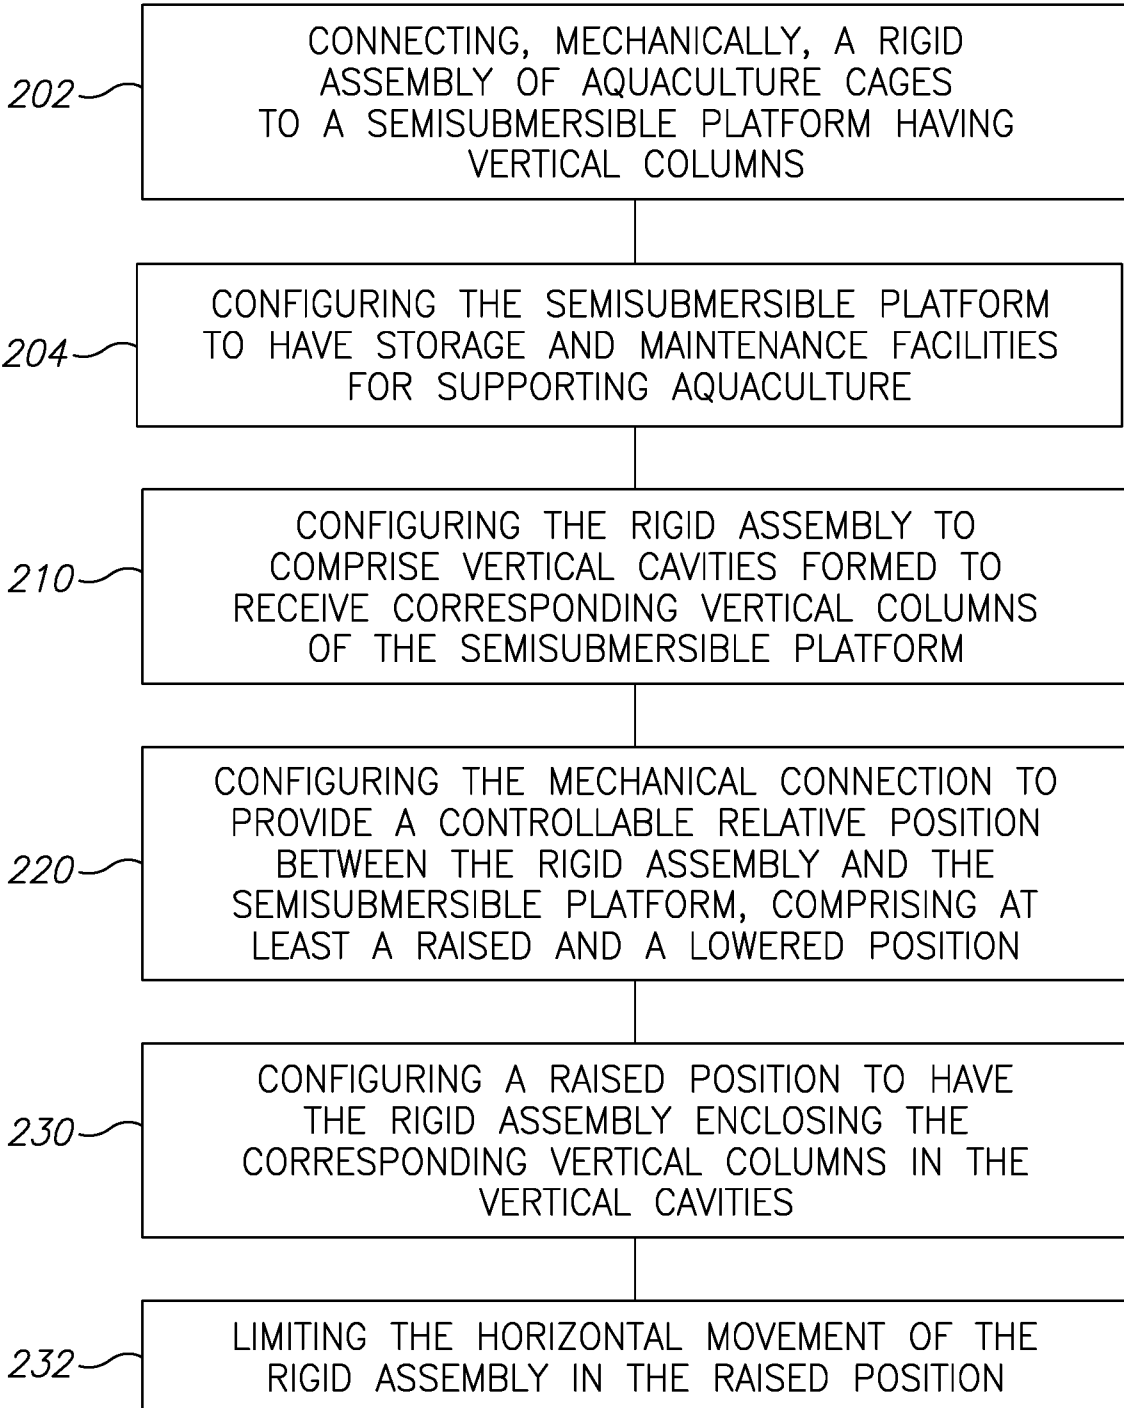 202
CONNECTING, MECHANICALLY, A RIGID
ASSEMBLY OF AQUACULTURE CAGES
TO A SEMISUBMERSIBLE PLATFORM HAVING
VERTICAL COLUMNS
204
CONFIGURING THE SEMISUBMERSIBLE PLATFORM
TO HAVE STORAGE AND MAINTENANCE FACILITIES
FOR SUPPORTING AQUACULTURE
210
CONFIGURING THE RIGID ASSEMBLY TO
COMPRISE VERTICAL CAVITIES FORMED TO
RECEIVE CORRESPONDING VERTICAL COLUMNS
OF THE SEMISUBMERSIBLE PLATFORM
220
CONFIGURING THE MECHANICAL CONNECTION TO
PROVIDE A CONTROLLABLE RELATIVE POSITION
BETWEEN THE RIGID ASSEMBLY AND THE
SEMISUBMERSIBLE PLATFORM, COMPRISING AT
LEAST A RAISED AND A LOWERED POSITION
230
CONFIGURING A RAISED POSITION TO HAVE
THE RIGID ASSEMBLY ENCLOSING THE
CORRESPONDING VERTICAL COLUMNS IN THE
VERTICAL CAVITIES
232
LIMITING THE HORIZONTAL MOVEMENT OF THE
RIGID ASSEMBLY IN THE RAISED POSITION